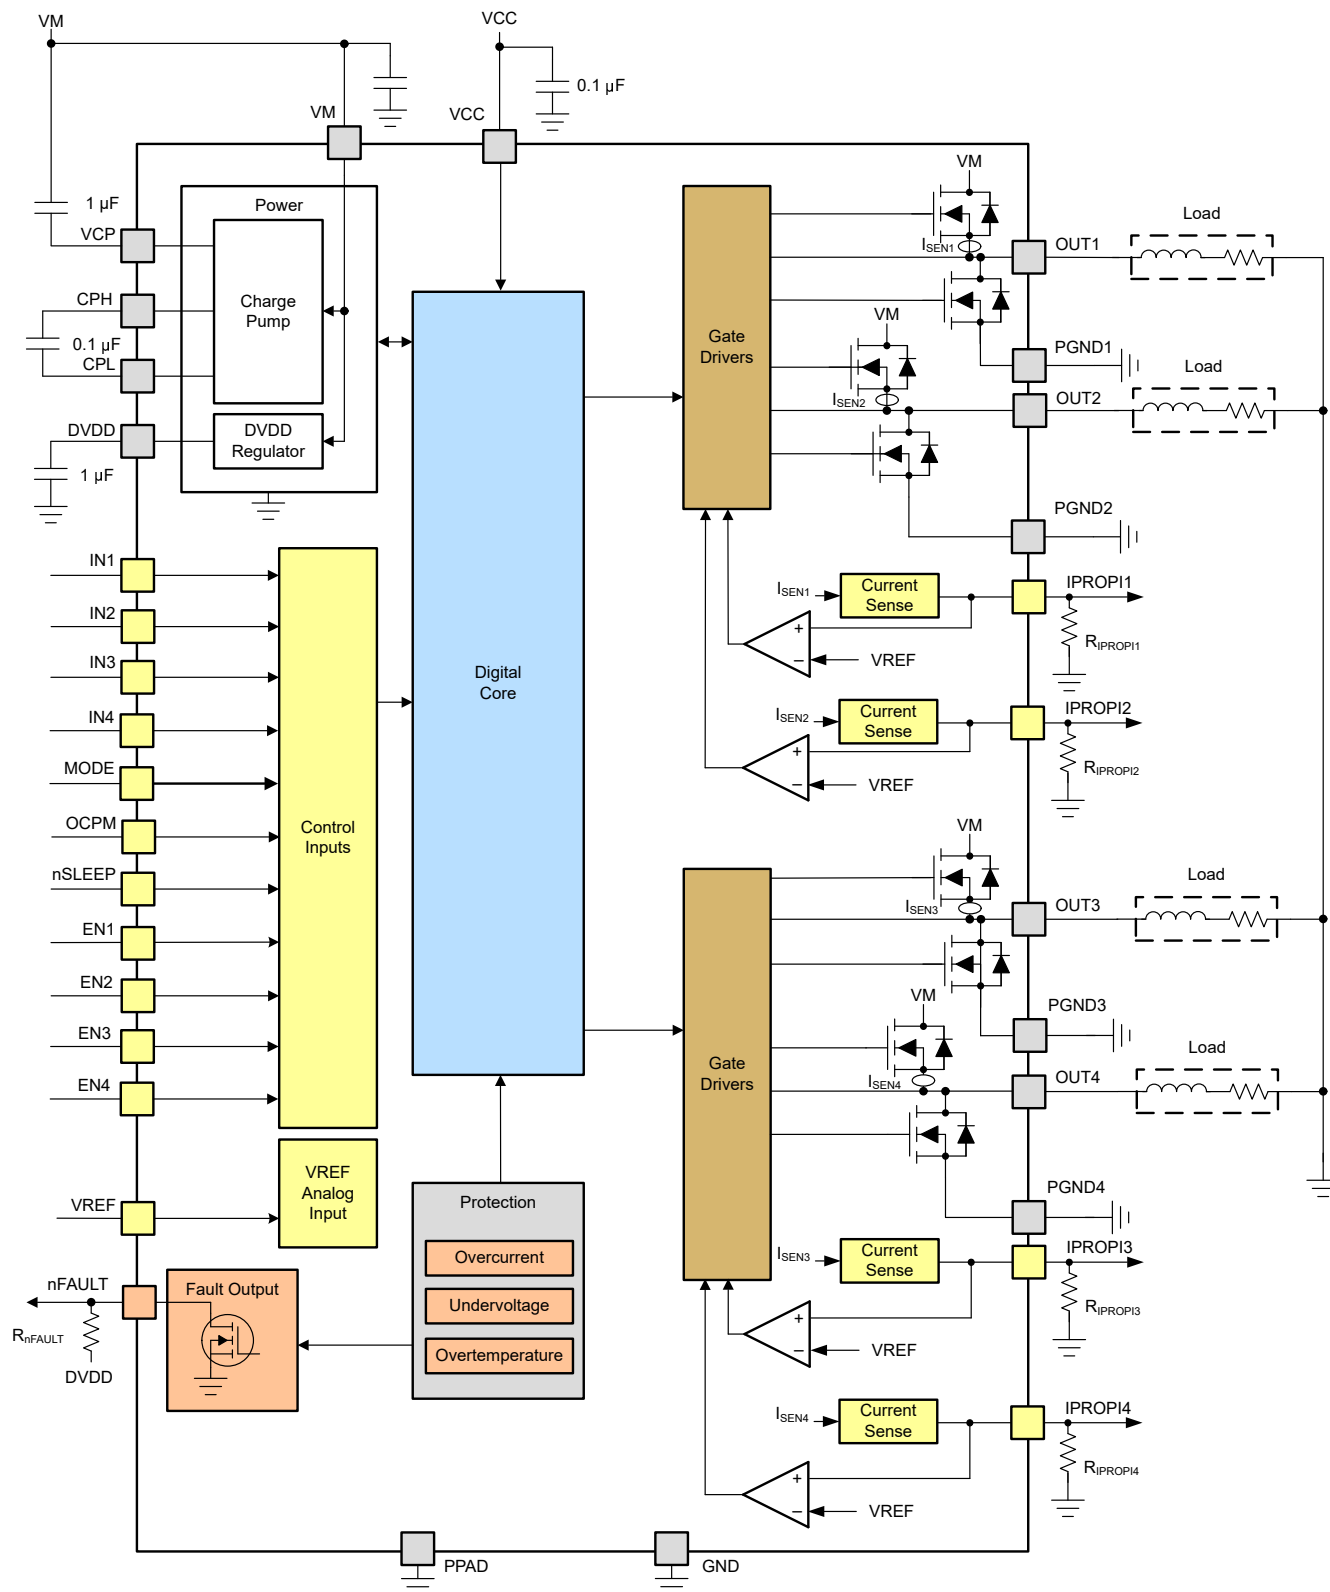 VM
VCC
0.1 µF
VM
VCC
1 µF
VCP
CPH
0.1 µF
CPL
DVDD
1 µF
Power
Charge
Pump
DVDD
Regulator
IN1
IN2
IN3
IN4
MODE
OCPM
nSLEEP
EN1
EN2
EN3
EN4
VREF
Control
Inputs
VREF
Analog
Input
nFAULT
RnFAULT
DVDD
Fault Output
Digital
Core
Protection
Overcurrent
Undervoltage
Overtemperature
Gate
Drivers
VM
ISEN1
OUT1
Load
PGND1
VM
ISEN2
OUT2
Load
PGND2
ISEN1
Current
Sense
IPROPI1
RIPROPI1
+
−
VREF
ISEN2
Current
Sense
IPROPI2
RIPROPI2
+
−
VREF
Gate
Drivers
VM
ISEN3
OUT3
Load
PGND3
VM
ISEN4
OUT4
Load
PGND4
ISEN3
Current
Sense
IPROPI3
RIPROPI3
+
−
VREF
ISEN4
Current
Sense
IPROPI4
RIPROPI4
+
−
VREF
PPAD
GND